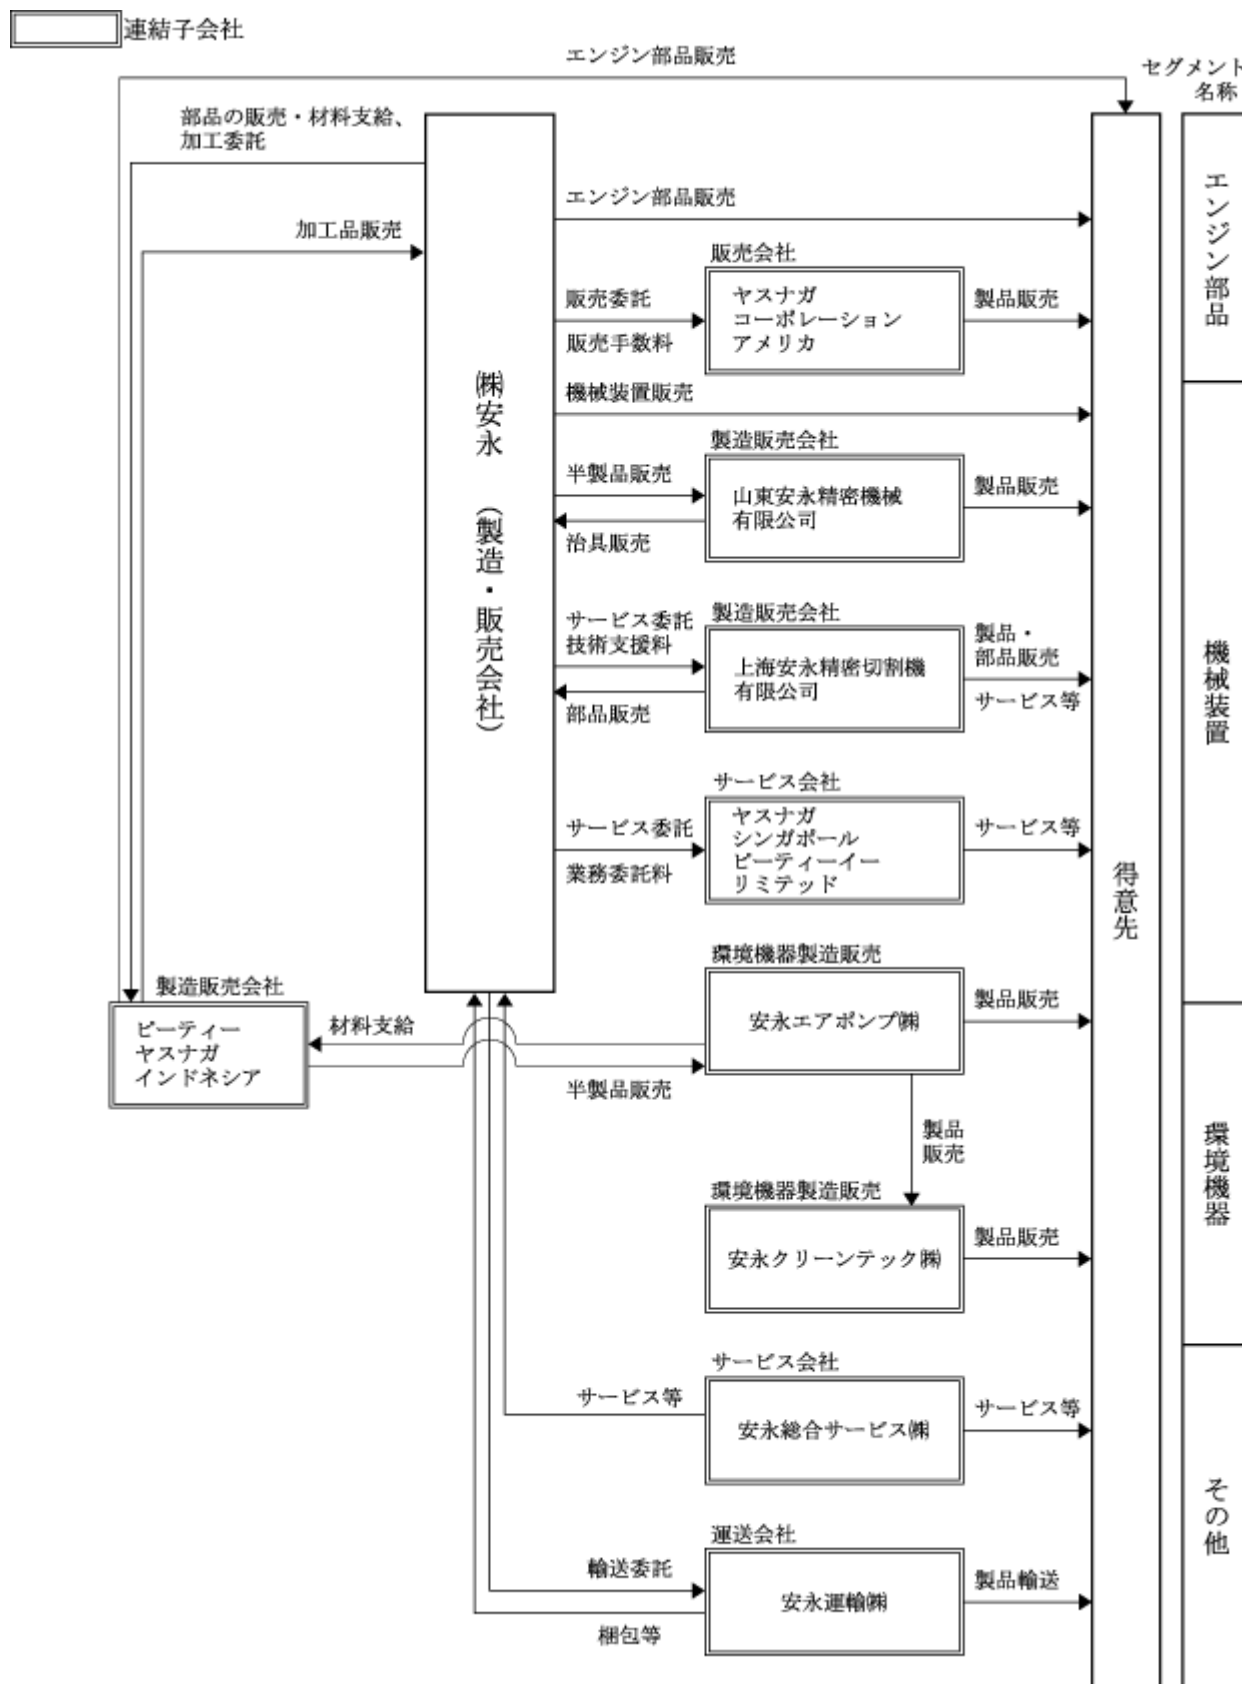 連結子会社
エンジン部品販売
セグメント
名称
部品の販売・材料支給、
加工委託
エンジン部品
エンジン部品販売
加工品販売
販売会社
販売委託
ヤスナガ
コーポレーション
アメリカ
製品販売
販売手数料
㈱安永 (製造・販売会社)
機械装置販売
製造販売会社
半製品販売
山東安永精密機械
有限公司
製品販売
治具販売
製造販売会社
サービス委託
技術支援料
上海安永精密切割機
有限公司
製品・
部品販売
サービス等
部品販売
機械装置
サービス会社
サービス委託
ヤスナガ
シンガポール
ピーティーイー
リミテッド
サービス等
業務委託料
得意先
環境機器製造販売
製造販売会社
ピーティー
ヤスナガ
インドネシア
材料支給
安永エアポンプ㈱
製品販売
半製品販売
製品
販売
環境機器
環境機器製造販売
安永クリーンテック㈱
製品販売
サービス会社
サービス等
安永総合サービス㈱
サービス等
その他
運送会社
輸送委託
安永運輸㈱
製品輸送
梱包等